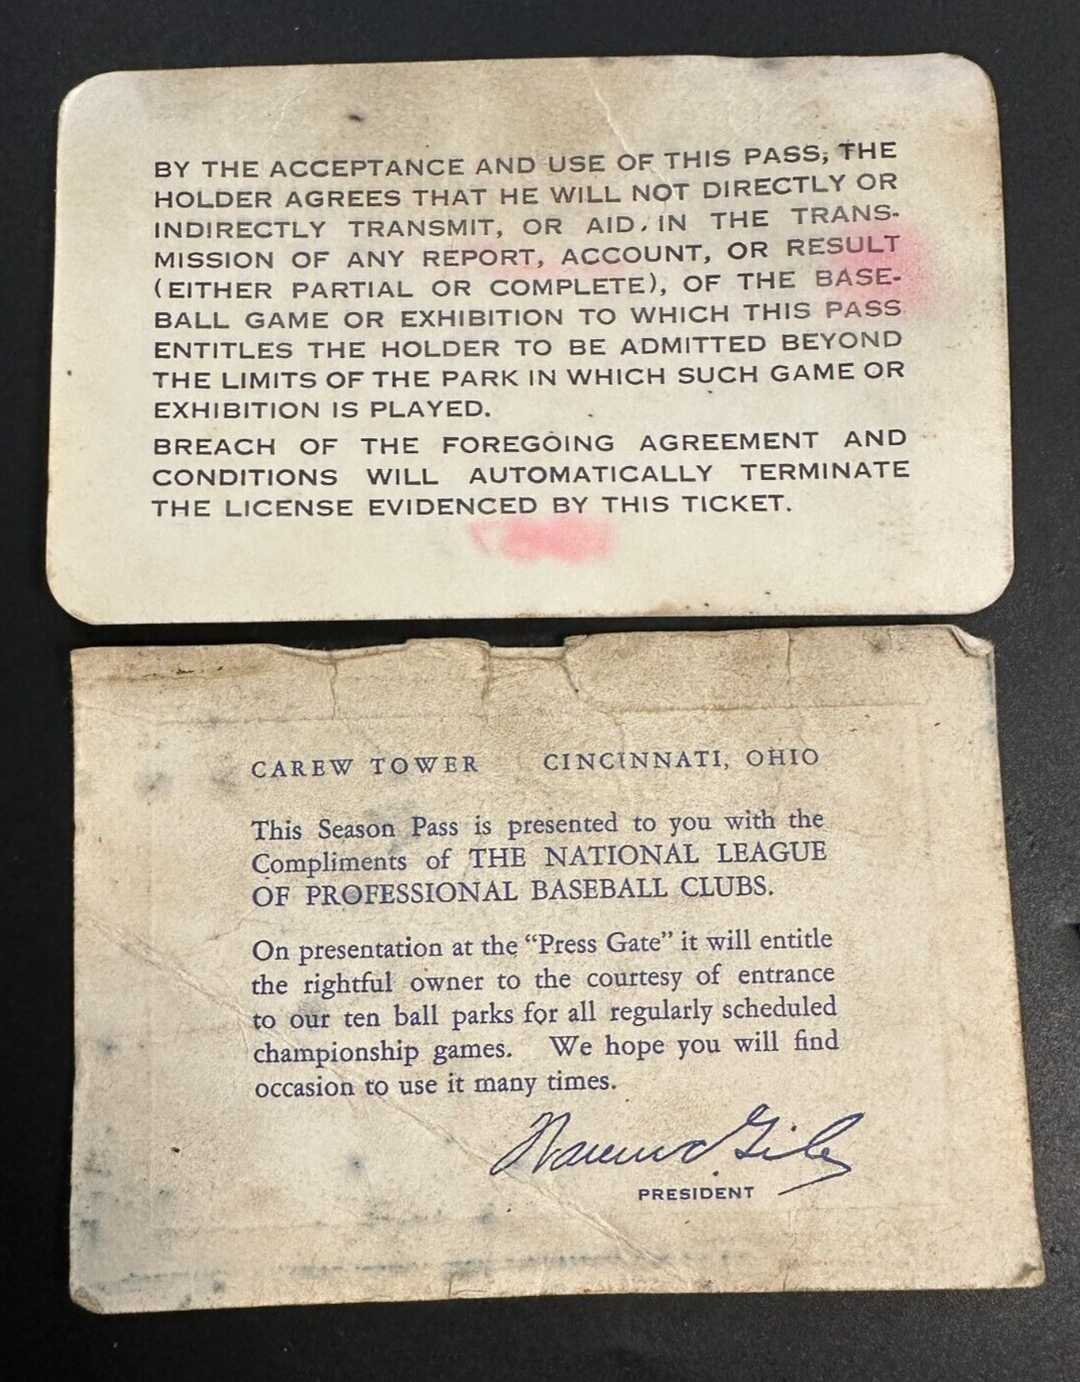 BY THE ACCEPTANCE AND USE OF THIS PASS, THE
HOLDER AGREES THAT HE WILL NOT DIRECTLY OR
INDIRECTLY TRANSMIT, OR AID, IN THE TRANS-
MISSION OF ANY REPORT, ACCOUNT, OR RESULT
(EITHER PARTIAL OR COMPLETE), OF THE BASE-
BALL GAME OR EXHIBITION TO WHICH THIS PASS
ENTITLES THE HOLDER TO BE ADMITTED BEYOND
THE LIMITS OF THE PARK IN WHICH SUCH GAME OR
EXHIBITION IS PLAYED.
BREACH OF THE FOREGOING AGREEMENT AND
CONDITIONS WILL AUTOMATICALLY TERMINATE
THE LICENSE EVIDENCED BY THIS TICKET.
CAREW TOWER CINCINNATI, OHIO
This Season Pass is presented to you with the
Compliments of THE NATIONAL LEAGUE
OF PROFESSIONAL BASEBALL CLUBS.
On presentation at the “Press Gate” it will entitle
the rightful owner to the courtesy of entrance
to our ten ball parks for all regularly scheduled
championship games. We hope you will find
occasion to use it many times.
Warren C. Giles
PRESIDENT